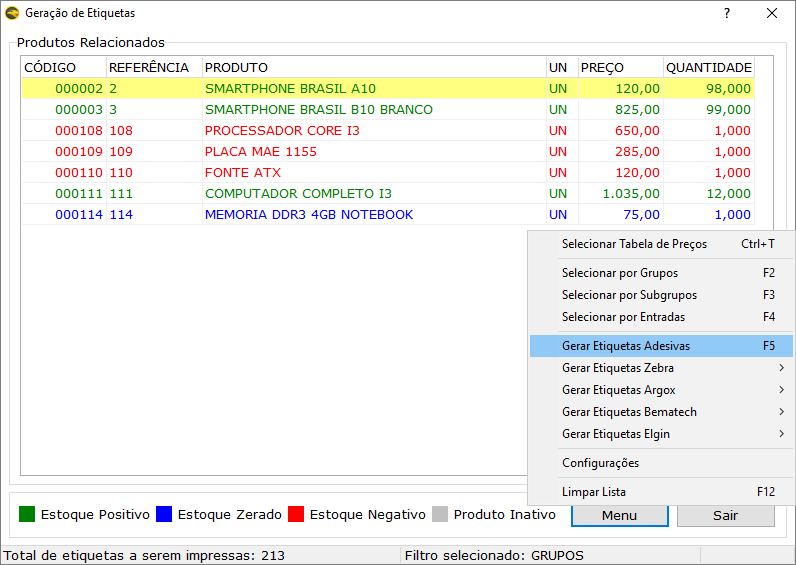 Geração de Etiquetas ?
Produtos Relacionados
CÓDIGO REFERÊNCIA PRODUTO UN PREÇO QUANTIDADE
000002 2 SMARTPHONE BRASIL A10 UN 120,00 98,000
000003 3 SMARTPHONE BRASIL B10 BRANCO UN 825,00 99,000
000108 108 PROCESSADOR CORE I3 UN 650,00 1,000
000109 109 PLACA MAE 1155 UN 285,00 1,000
000110 110 FONTE ATX UN 120,00 1,000
000111 111 COMPUTADOR COMPLETO I3 UN 1.035,00 12,000
000114 114 MEMORIA DDR3 4GB NOTEBOOK UN 75,00 1,000
Selecionar Tabela de Preços Ctrl+T
Selecionar por Grupos F2
Selecionar por Subgrupos F3
Selecionar por Entradas F4
Gerar Etiquetas Adesivas F5
Gerar Etiquetas Zebra
Gerar Etiquetas Argox
Gerar Etiquetas Bematech
Gerar Etiquetas Elgin
Configurações
Limpar Lista F12
Estoque Positivo Estoque Zerado Estoque Negativo Produto Inativo Menu Sair
Total de etiquetas a serem impressas: 213 Filtro selecionado: GRUPOS